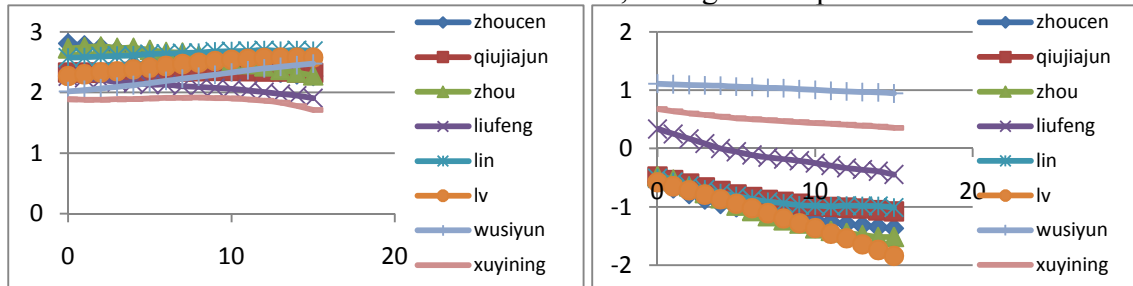 3
2
1
0
0
10
20
zhoucen
qiujiajun
zhou
liufeng
lin
lv
wusiyun
xuyining
2
1
0
-1
-2
0
10
20
zhoucen
qiujiajun
zhou
liufeng
lin
lv
wusiyun
xuyining